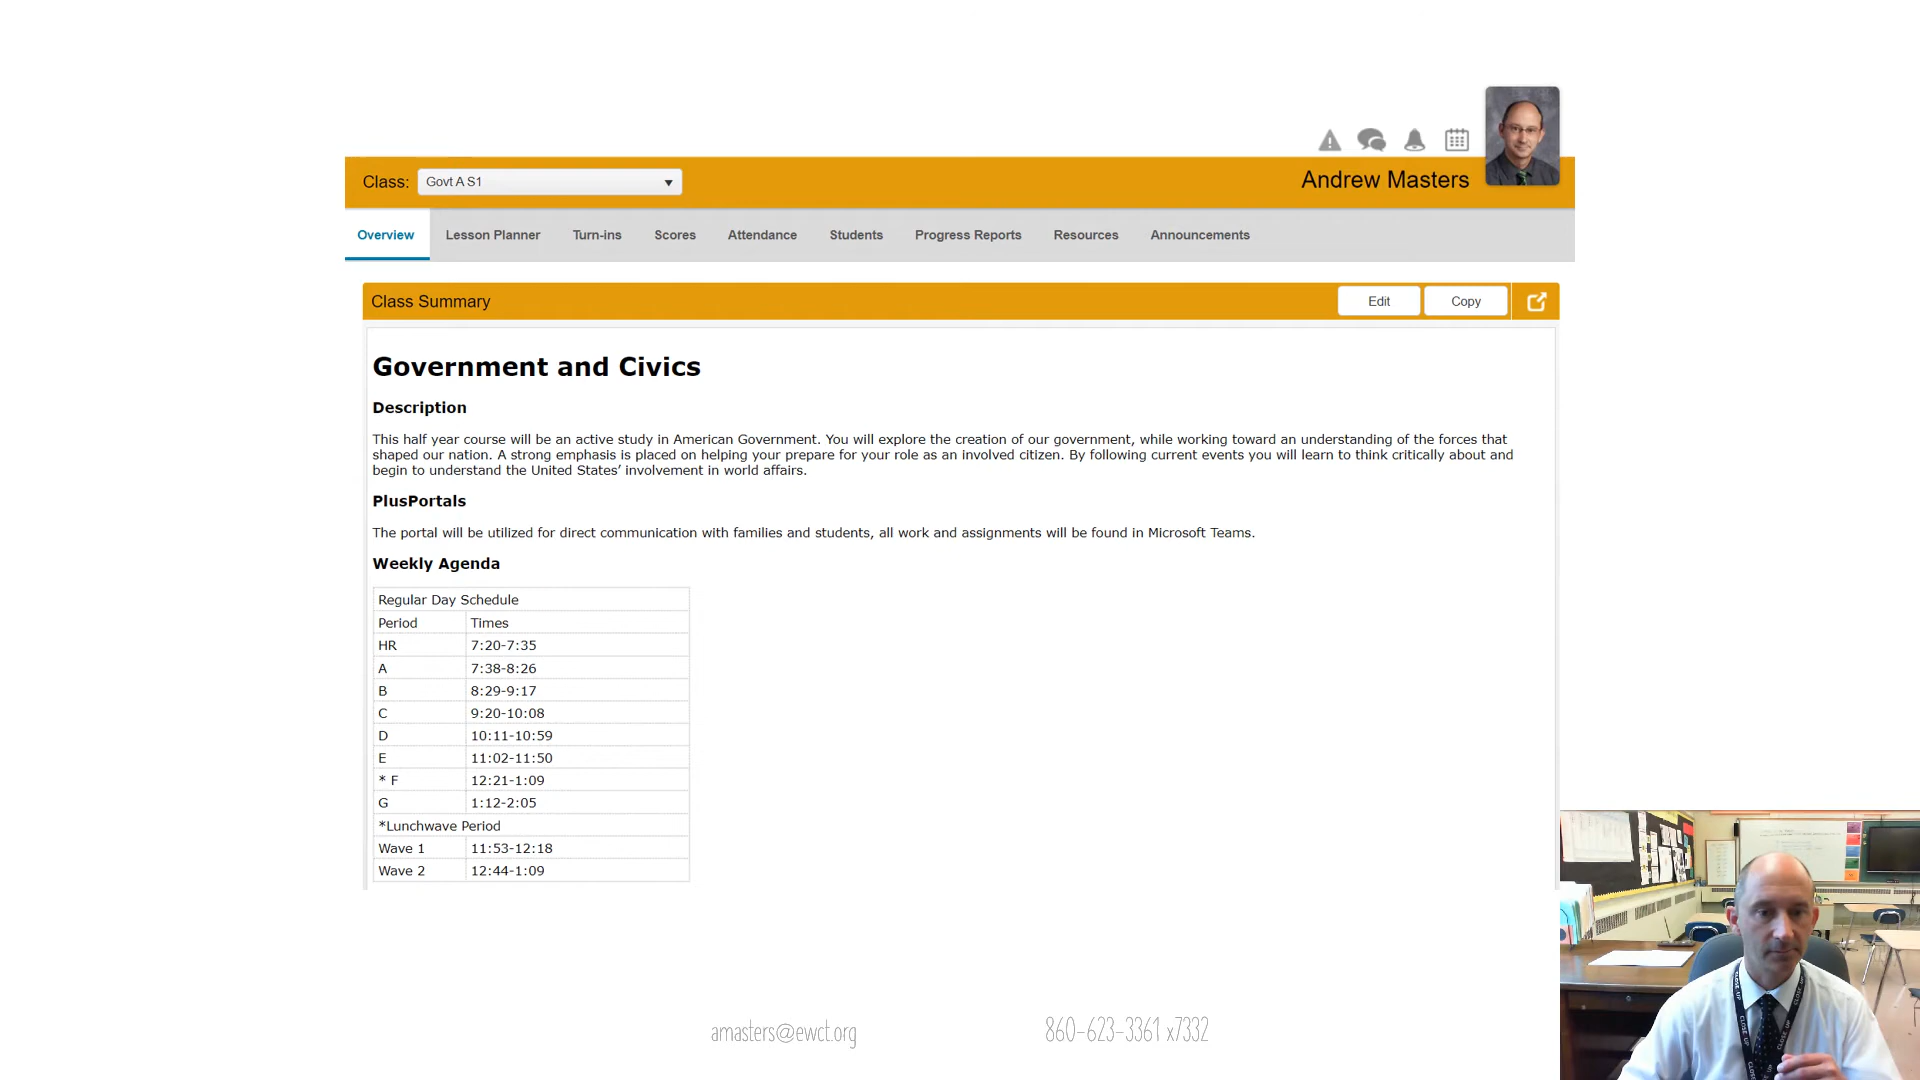 Class: Govt A S1
Andrew Masters
Overview Lesson Planner Turn-ins Scores Attendance Students Progress Reports Resources Announcements
Class Summary Edit Copy
Government and Civics
Description
This half year course will be an active study in American Government. You will explore the creation of our government, while working toward an understanding of the forces that
shaped our nation. A strong emphasis is placed on helping your prepare for your role as an involved citizen. By following current events you will learn to think critically about and
begin to understand the United States’ involvement in world affairs.
PlusPortals
The portal will be utilized for direct communication with families and students, all work and assignments will be found in Microsoft Teams.
Weekly Agenda
Regular Day Schedule
Period Times
HR 7:20-7:35
A 7:38-8:26
B 8:29-9:17
C 9:20-10:08
D 10:11-10:59
E 11:02-11:50
* F 12:21-1:09
G 1:12-2:05
*Lunchwave Period
Wave 1 11:53-12:18
Wave 2 12:44-1:09
amasters@ewct.org 860-623-3361 x7332
CLOSE UP CLOSE UP